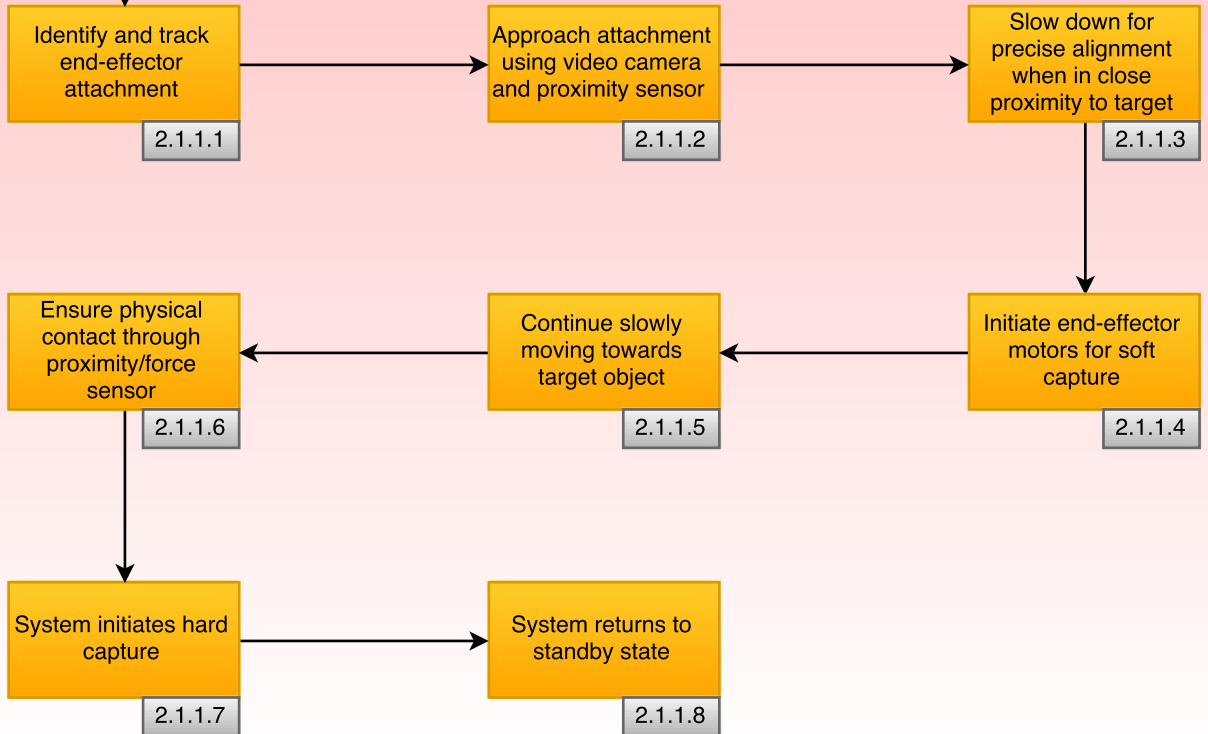 Identify and track
end-effector
attachment
2.1.1.1
Approach attachment
using video camera
and proximity sensor
2.1.1.2
Slow down for
precise alignment
when in close
proximity to target
2.1.1.3
Initiate end-effector
motors for soft
capture
2.1.1.4
Continue slowly
moving towards
target object
2.1.1.5
Ensure physical
contact through
proximity/force
sensor
2.1.1.6
System initiates hard
capture
2.1.1.7
System returns to
standby state
2.1.1.8